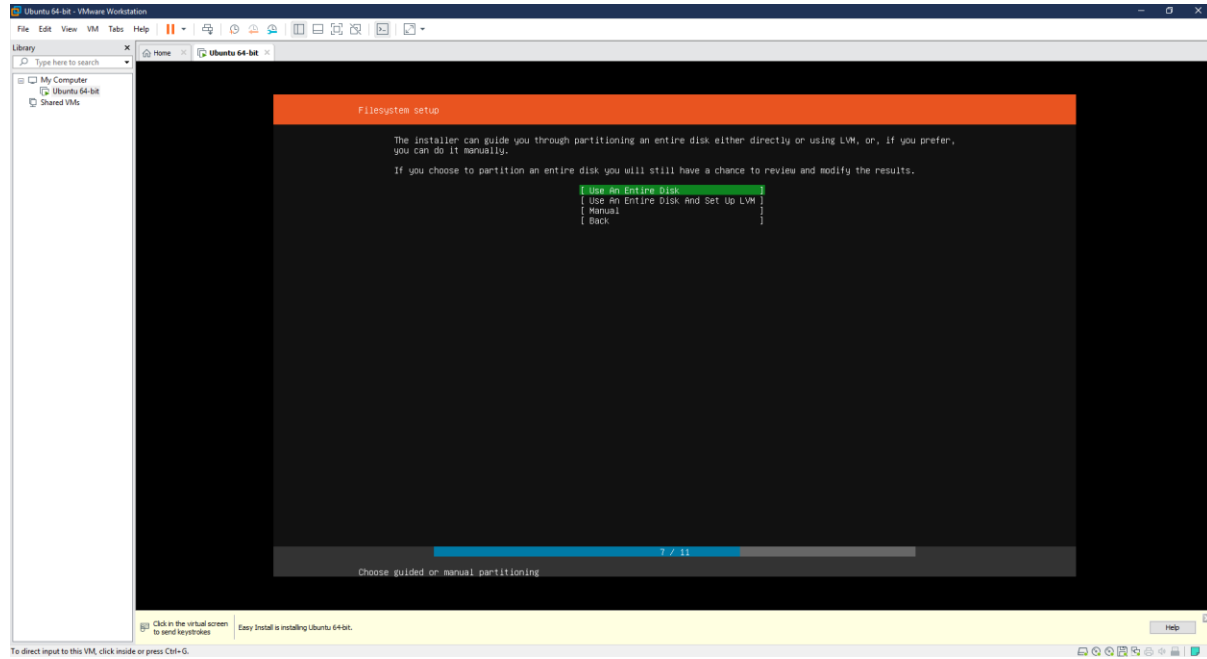 Ubuntu 64-bit - VMware Workstation
File Edit View VM Tabs Help
Library
Type here to search
My Computer
Ubuntu 64-bit
Shared VMs
Home
Ubuntu 64-bit
Filesystem setup
The installer can guide you through partitioning an entire disk either directly or using LVM, or, if you prefer,
you can do it manually.
If you choose to partition an entire disk you will still have a chance to review and modify the results.
[ Use An Entire Disk ]
[ Use An Entire Disk And Set Up LVM ]
[ Manual ]
[ Back ]
7 / 11
Choose guided or manual partitioning
Click in the virtual screen
to send keystrokes
Easy Install is installing Ubuntu 64-bit.
Help
To direct input to this VM, click inside or press Ctrl+G.